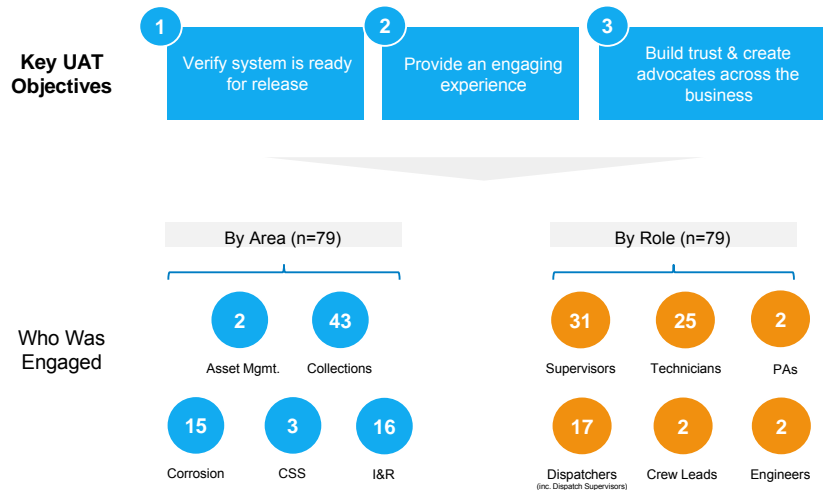 Key UAT
Objectives
1
Verify system is ready
for release
2
Provide an engaging
experience
3
Build trust & create
advocates across the
business
Who Was
Engaged
By Area (n=79)
2
Asset Mgmt.
43
Collections
15
Corrosion
3
CSS
16
I&R
By Role (n=79)
31
Supervisors
25
Technicians
2
PAs
17
Dispatchers
(inc. Dispatch Supervisors)
2
Crew Leads
2
Engineers